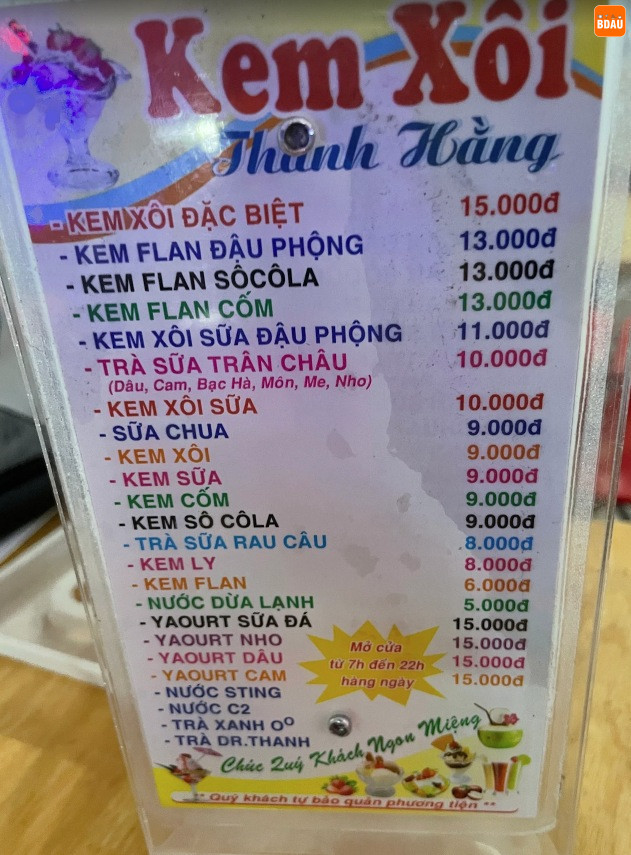 BDAU
Kem Xôi
Thanh Hằng
- KEM XÔI ĐẶC BIỆT 15.000đ
- KEM FLAN ĐẬU PHỘNG 13.000đ
- KEM FLAN SÔCÔLA 13.000đ
- KEM FLAN CỐM 13.000đ
- KEM XÔI SỮA ĐẬU PHỘNG 11.000đ
- TRÀ SỮA TRÂN CHÂU 10.000đ
(Dâu, Cam, Bạc Hà, Môn, Me, Nho)
- KEM XÔI SỮA 10.000đ
- SỮA CHUA 9.000đ
- KEM XÔI 9.000đ
- KEM SỮA 9.000đ
- KEM CỐM 9.000đ
- KEM SÔ CÔLA 9.000đ
- TRÀ SỮA RAU CÂU 8.000đ
- KEM LY 8.000đ
- KEM FLAN 6.000đ
- NƯỚC DỪA LẠNH 5.000đ
- YAOURT SỮA ĐÁ 15.000đ
- YAOURT NHO 15.000đ
- YAOURT DÂU 15.000đ
- YAOURT CAM 15.000đ
- NƯỚC STING
- NƯỚC C2
- TRÀ XANH O⁰
- TRÀ DR.THANH
Mở cửa
từ 7h đến 22h
hàng ngày
Chúc Quý Khách Ngon Miệng
** Quý khách tự bảo quản phương tiện **